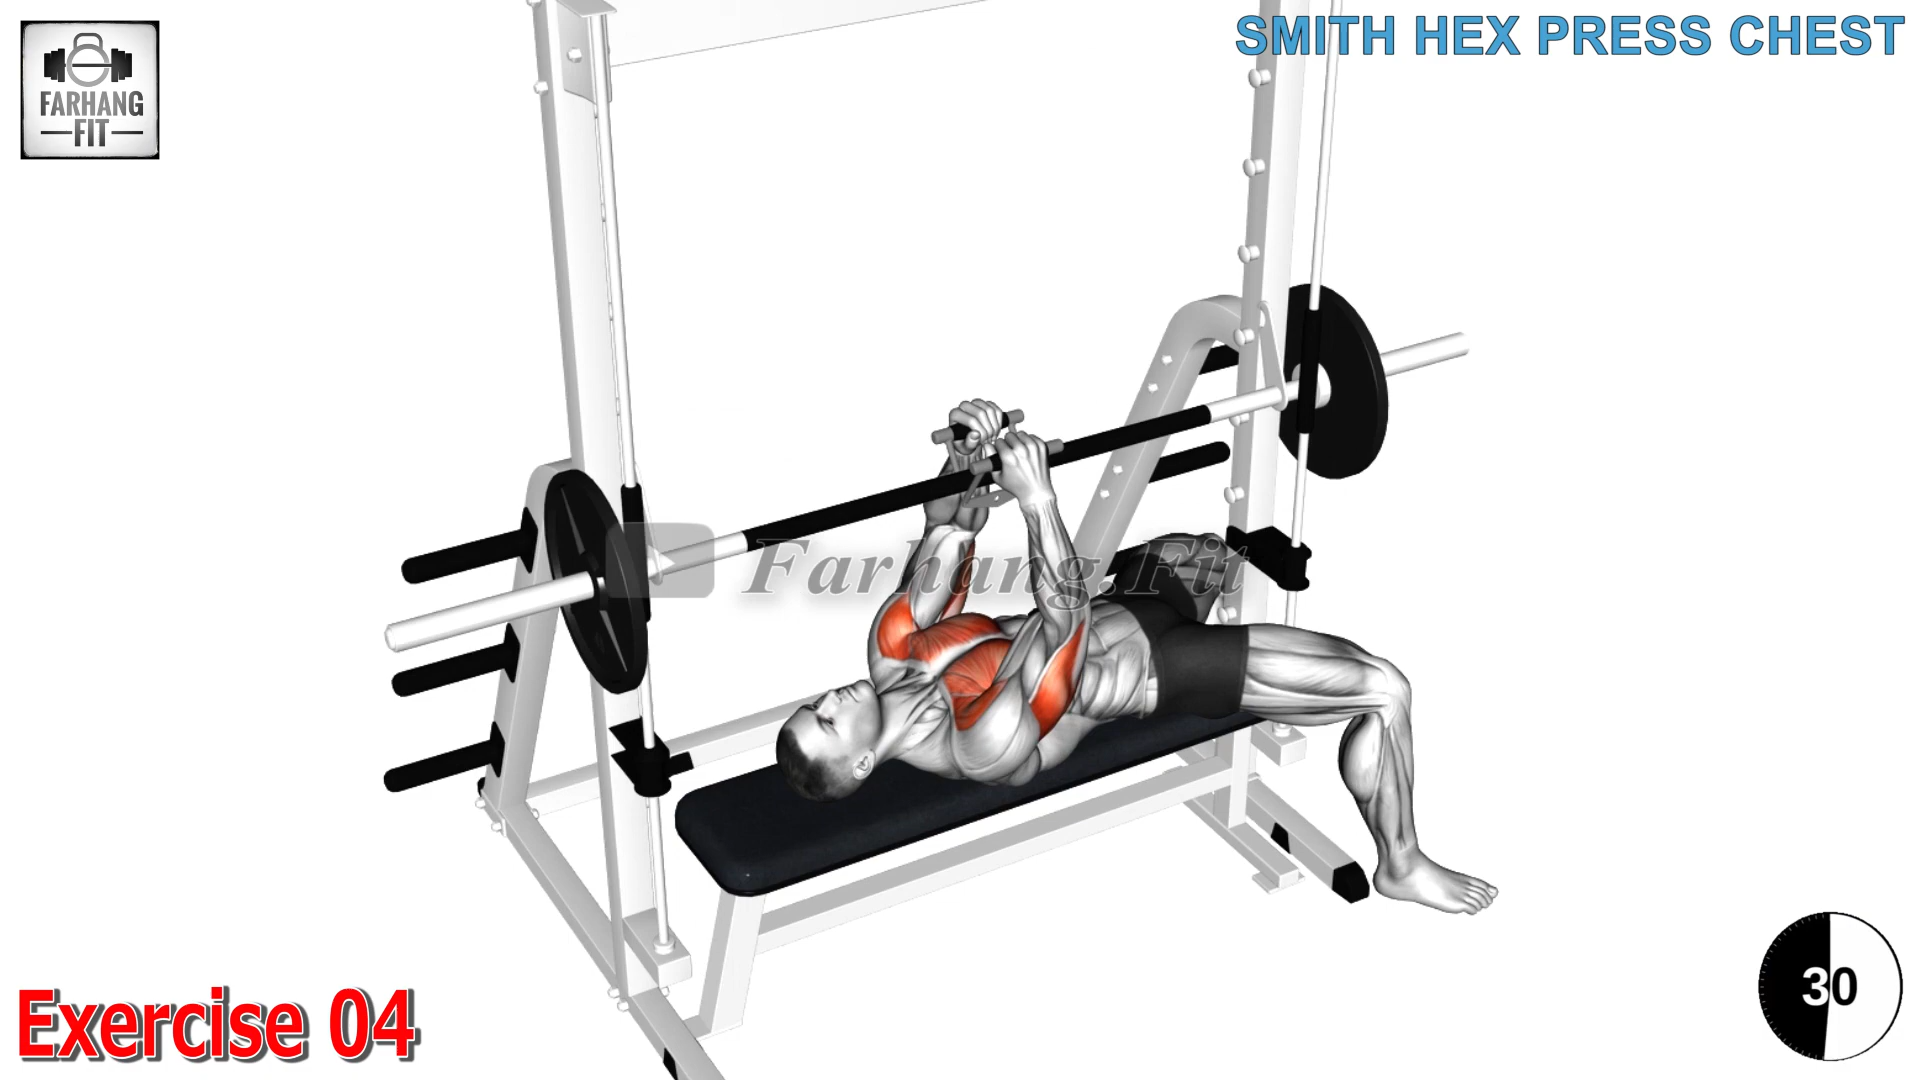 SMITH HEX PRESS CHEST
FARHANG
FIT
Farhang.Fit
Exercise 04
30